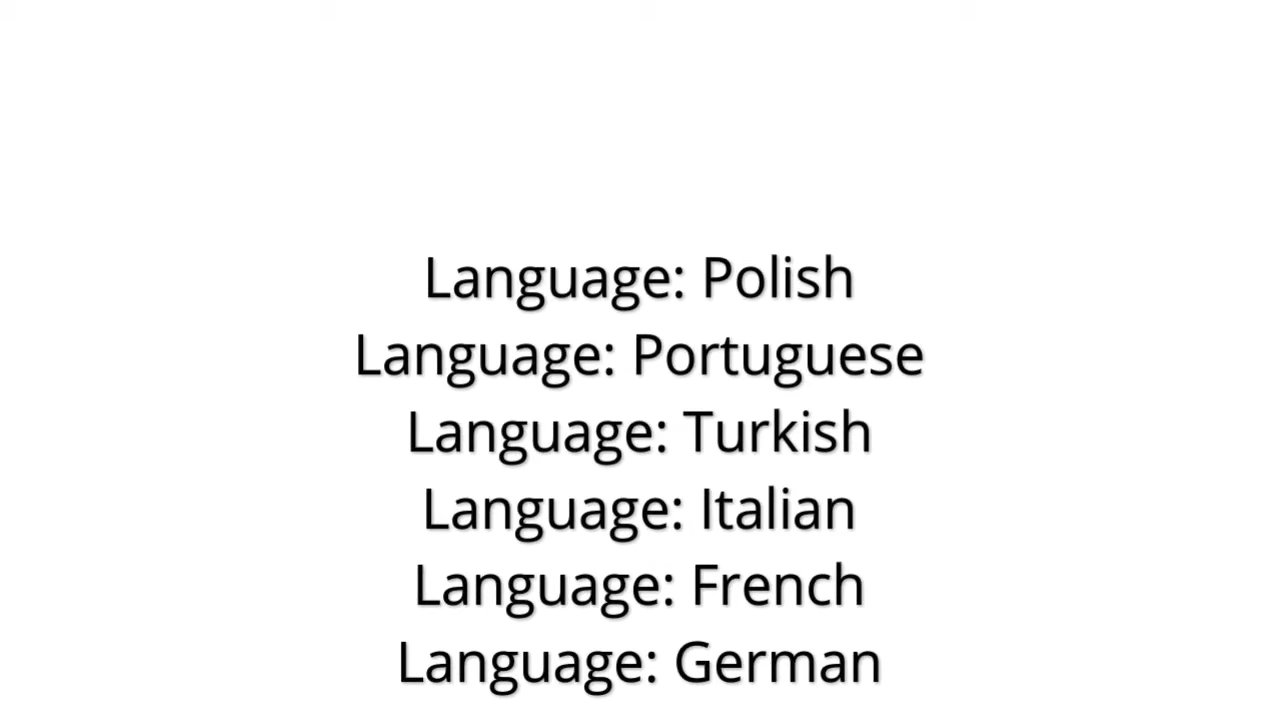 Language: Polish
Language: Portuguese
Language: Turkish
Language: Italian
Language: French
Language: German